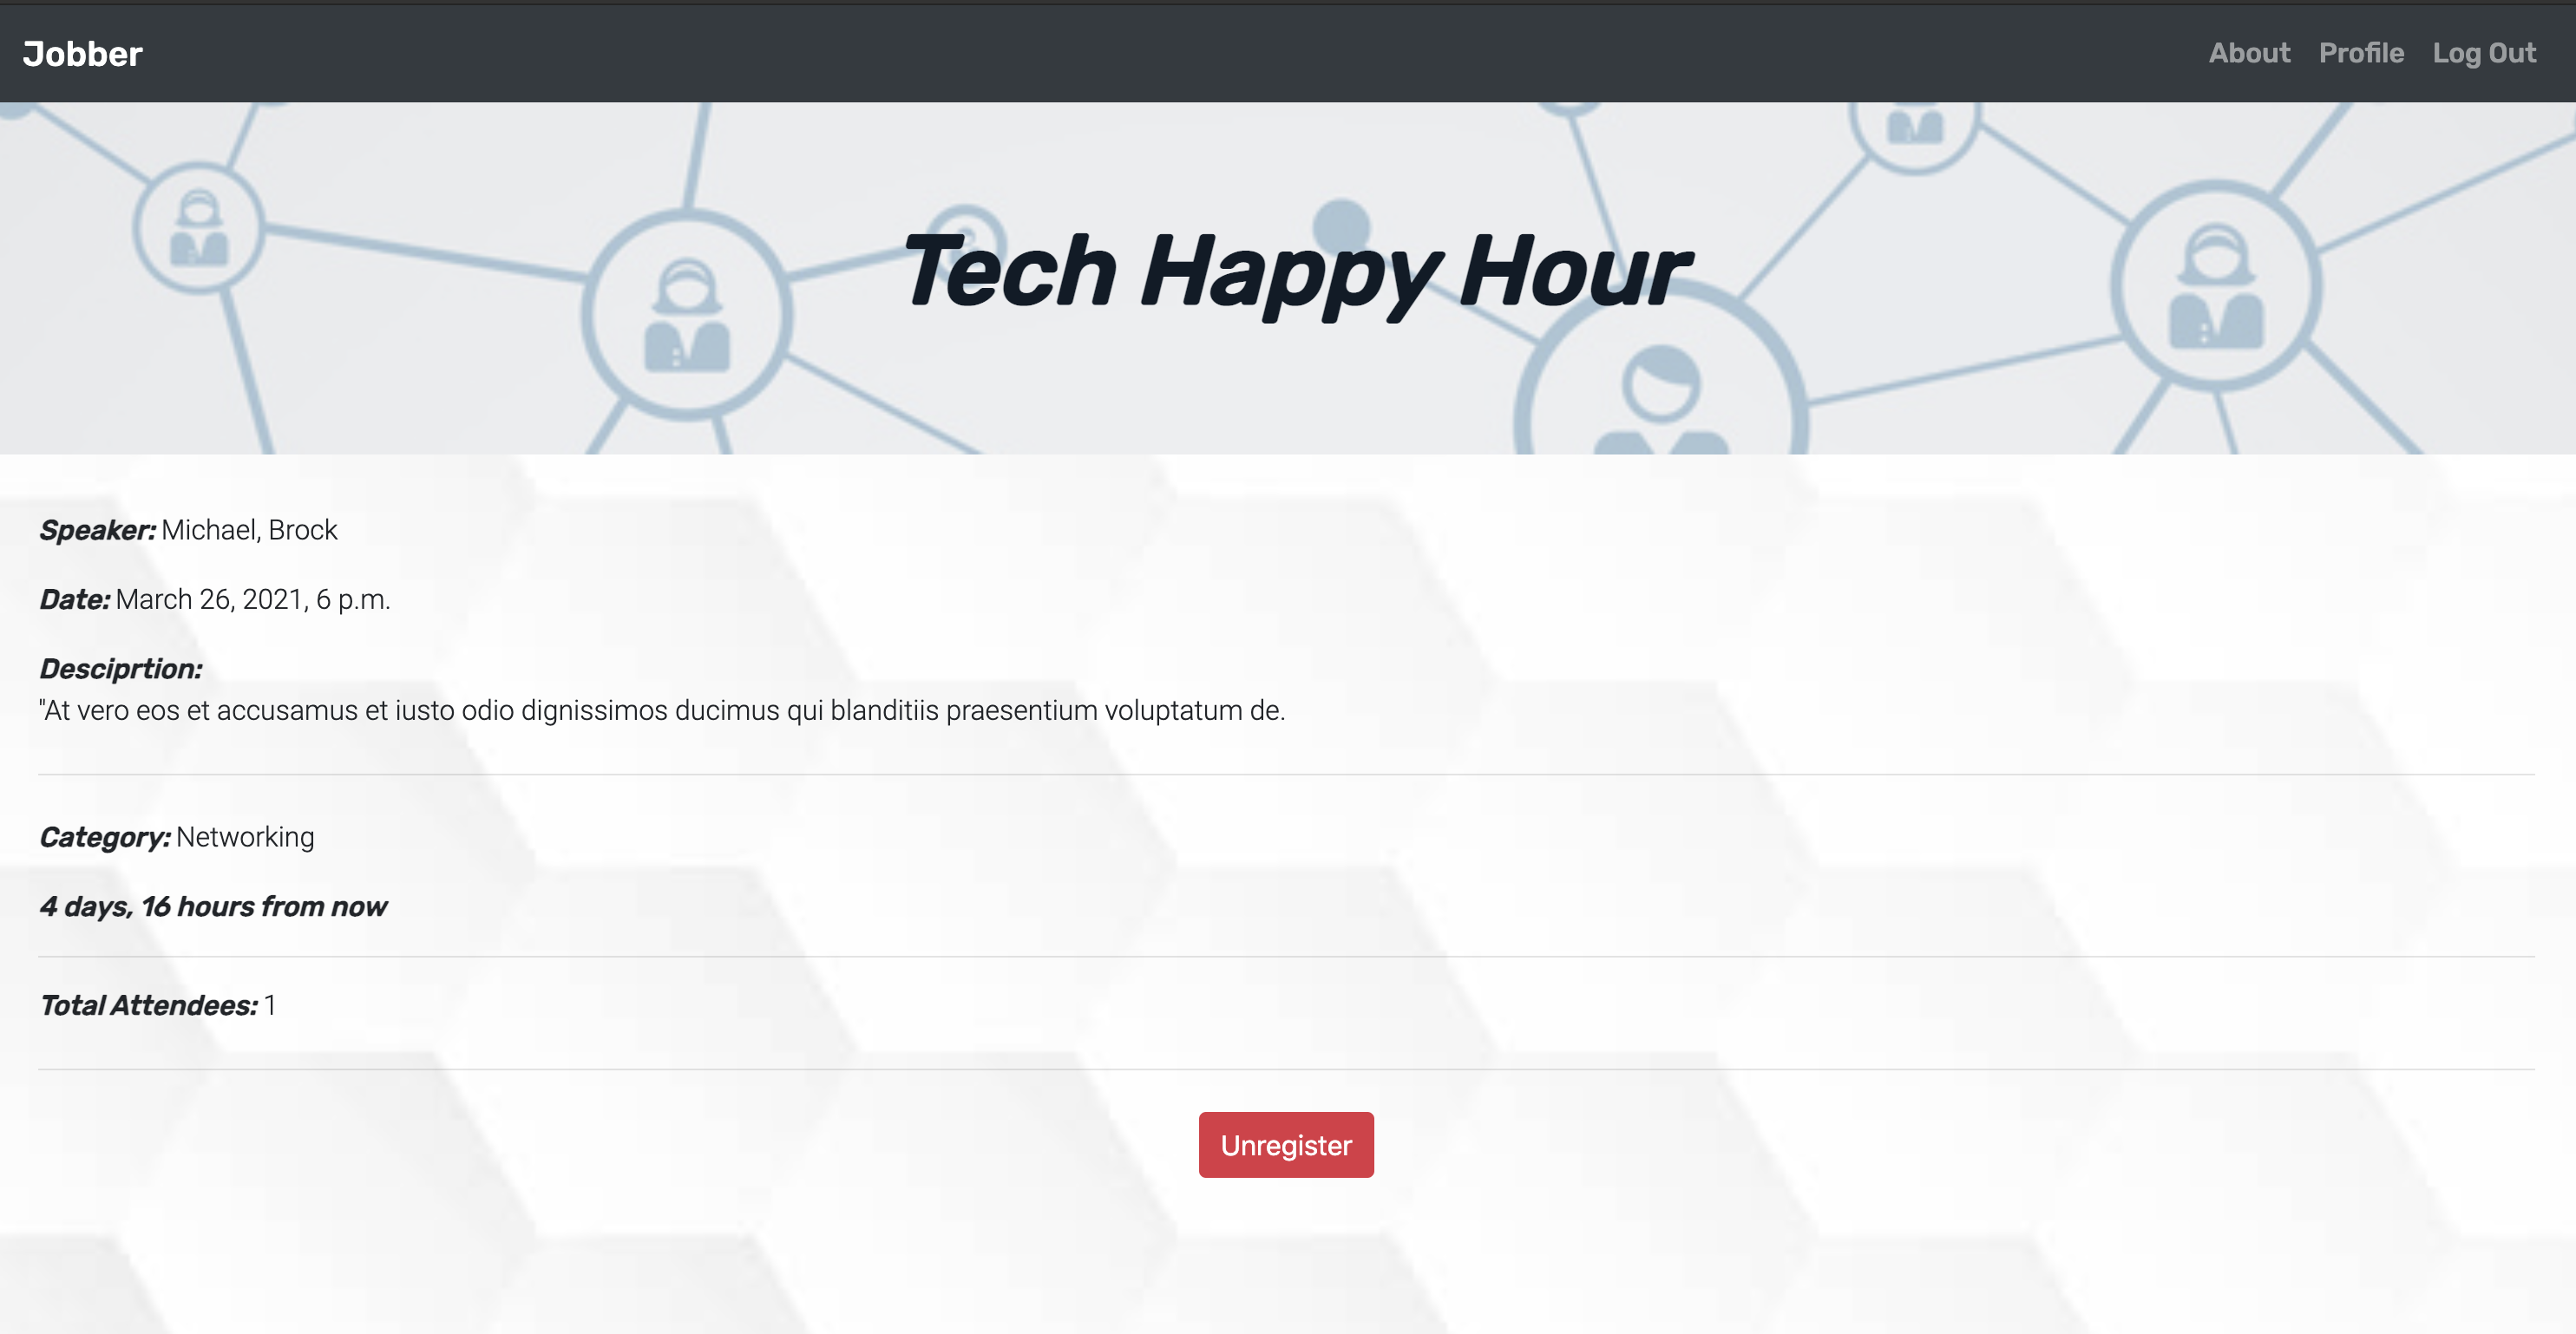 Jobber
About Profile Log Out
Tech Happy Hour
Speaker: Michael, Brock
Date: March 26, 2021, 6 p.m.
Desciprtion:
"At vero eos et accusamus et iusto odio dignissimos ducimus qui blanditiis praesentium voluptatum de.
Category: Networking
4 days, 16 hours from now
Total Attendees: 1
Unregister